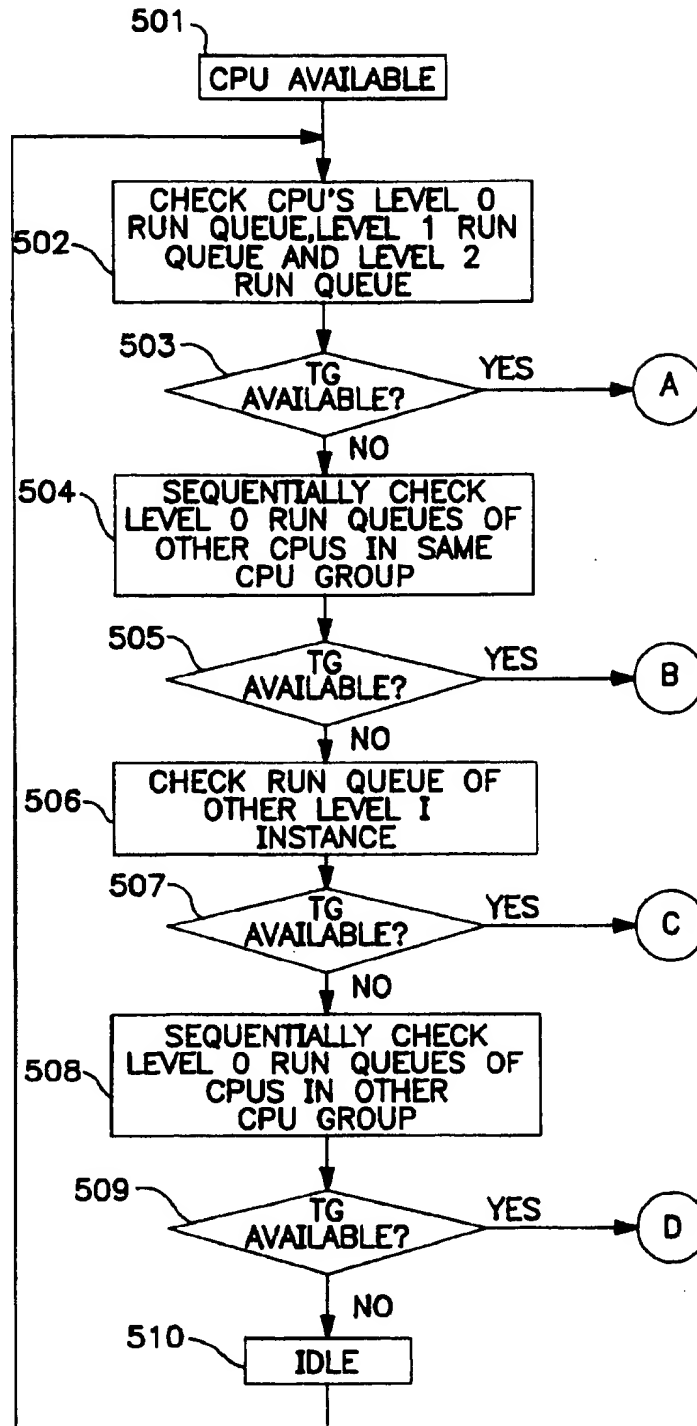 501
CPU AVAILABLE
CHECK CPU'S LEVEL 0
RUN QUEUE,LEVEL 1 RUN
QUEUE AND LEVEL 2
RUN QUEUE
502
503
TG
AVAILABLE?
YES
A
NO
504
SEQUENTIALLY CHECK
LEVEL 0 RUN QUEUES OF
OTHER CPUS IN SAME
CPU GROUP
505
TG
AVAILABLE?
YES
B
NO
506
CHECK RUN QUEUE OF
OTHER LEVEL I
INSTANCE
507
TG
AVAILABLE?
YES
C
NO
508
SEQUENTIALLY CHECK
LEVEL 0 RUN QUEUES OF
CPUS IN OTHER
CPU GROUP
509
TG
AVAILABLE?
YES
D
NO
510
IDLE